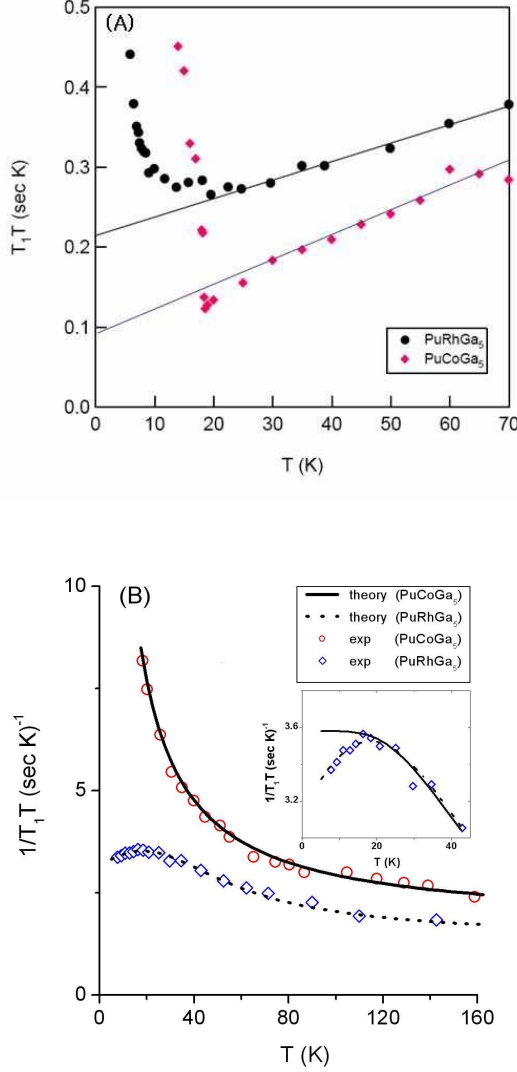 (A)
0.5
0.4
0.3
0.2
0.1
0.0
T₁T (sec K)
PuRhGa₅
PuCoGa₅
0 10 20 30 40 50 60 70
T (K)
(B)
10
5
0
1/T₁T (sec K)⁻¹
theory (PuCoGa₅)
theory (PuRhGa₅)
exp (PuCoGa₅)
exp (PuRhGa₅)
3.6
3.2
1/T₁T (sec K)⁻¹
0 20 40
T (K)
0 40 80 120 160
T (K)